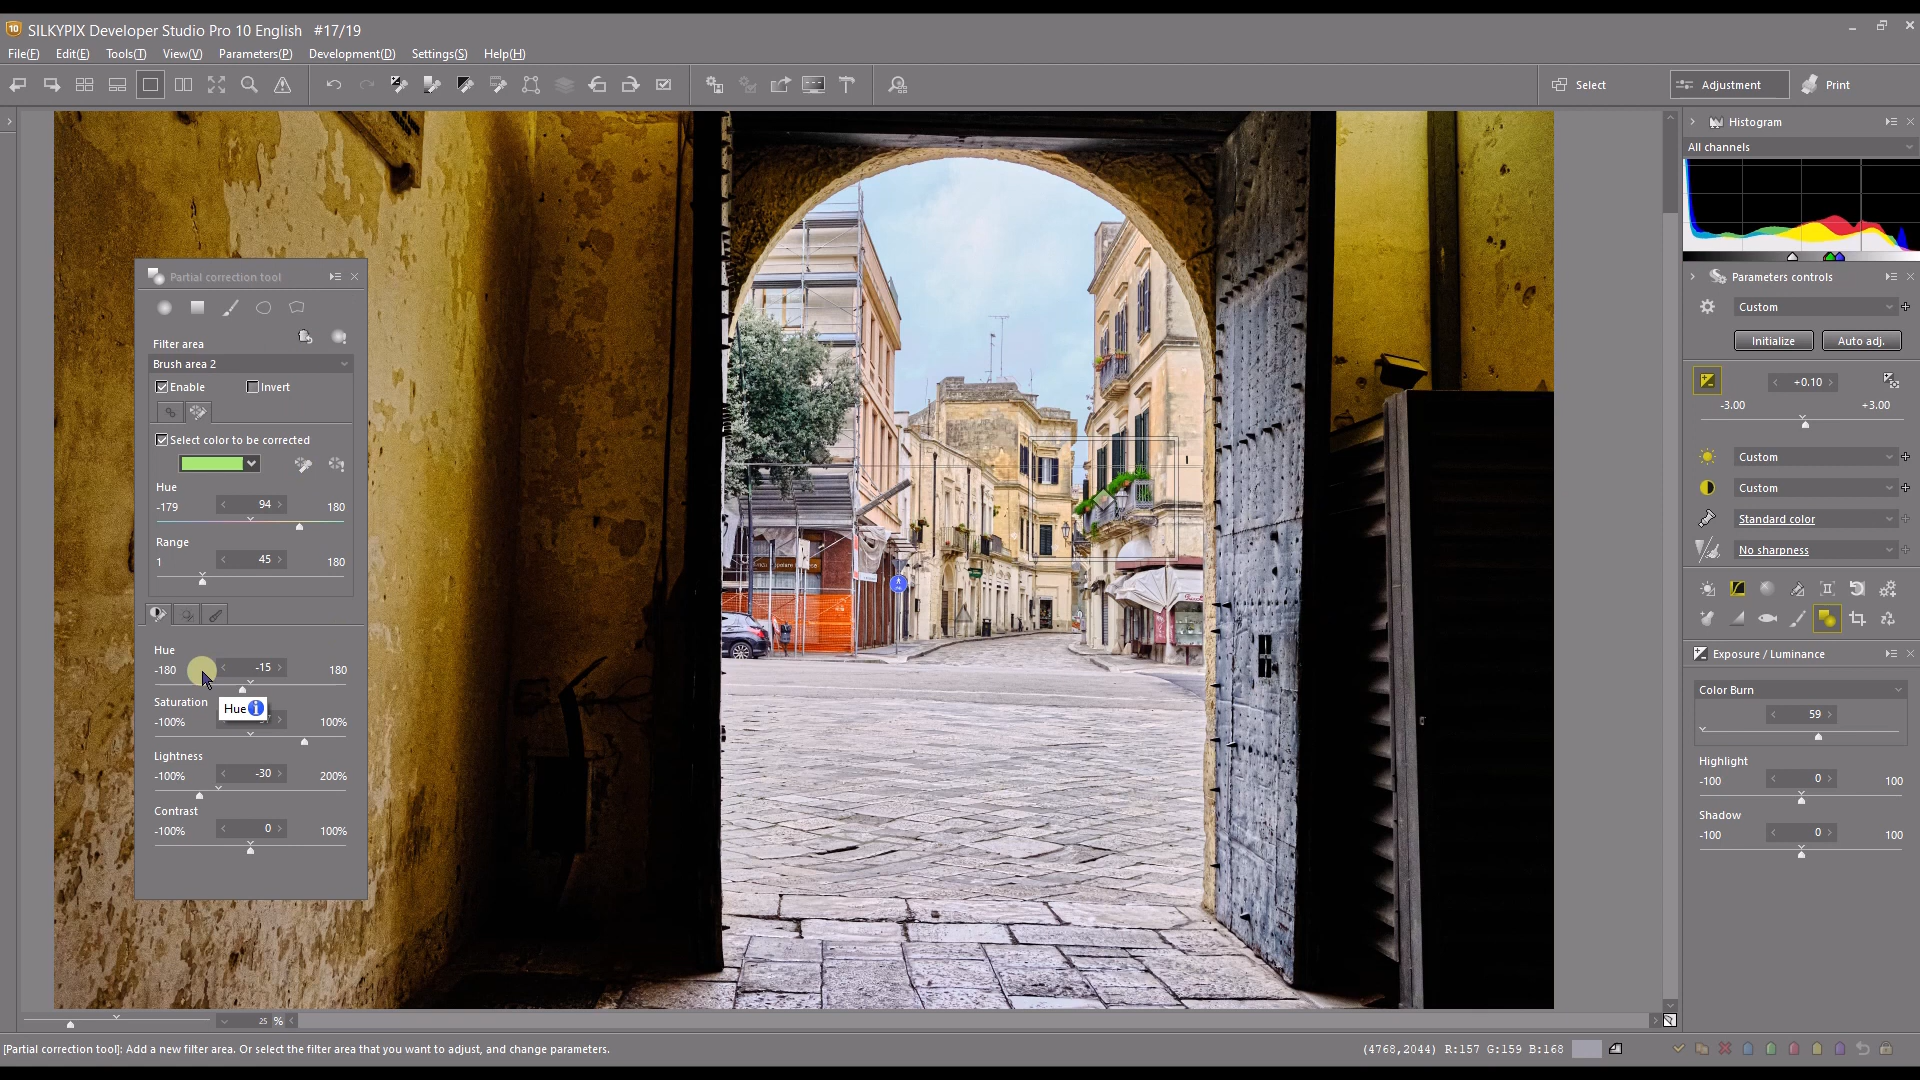 SILKYPIX Developer Studio Pro 10 English #17/19
File(F) Edit(E) Tools(T) View(V) Parameters(P) Development(D) Settings(S) Help(H)
Select Adjustment Print
Histogram
All channels
Parameters controls
Custom
Initialize Auto adj.
+0.10
-3.00 +3.00
Custom
Custom
Standard color
No sharpness
Exposure / Luminance
Color Burn
59
Highlight
-100 0 100
Shadow
-100 0 100
Partial correction tool
Filter area
Brush area 2
Enable Invert
Select color to be corrected
Hue
-179 94 180
Range
1 45 180
Hue
-180 -15 180
Saturation
-100% 100%
Hue
Lightness
-100% -30 200%
Contrast
-100% 0 100%
25 %
[Partial correction tool]: Add a new filter area. Or select the filter area that you want to adjust, and change parameters.
(4768,2044) R:157 G:159 B:168